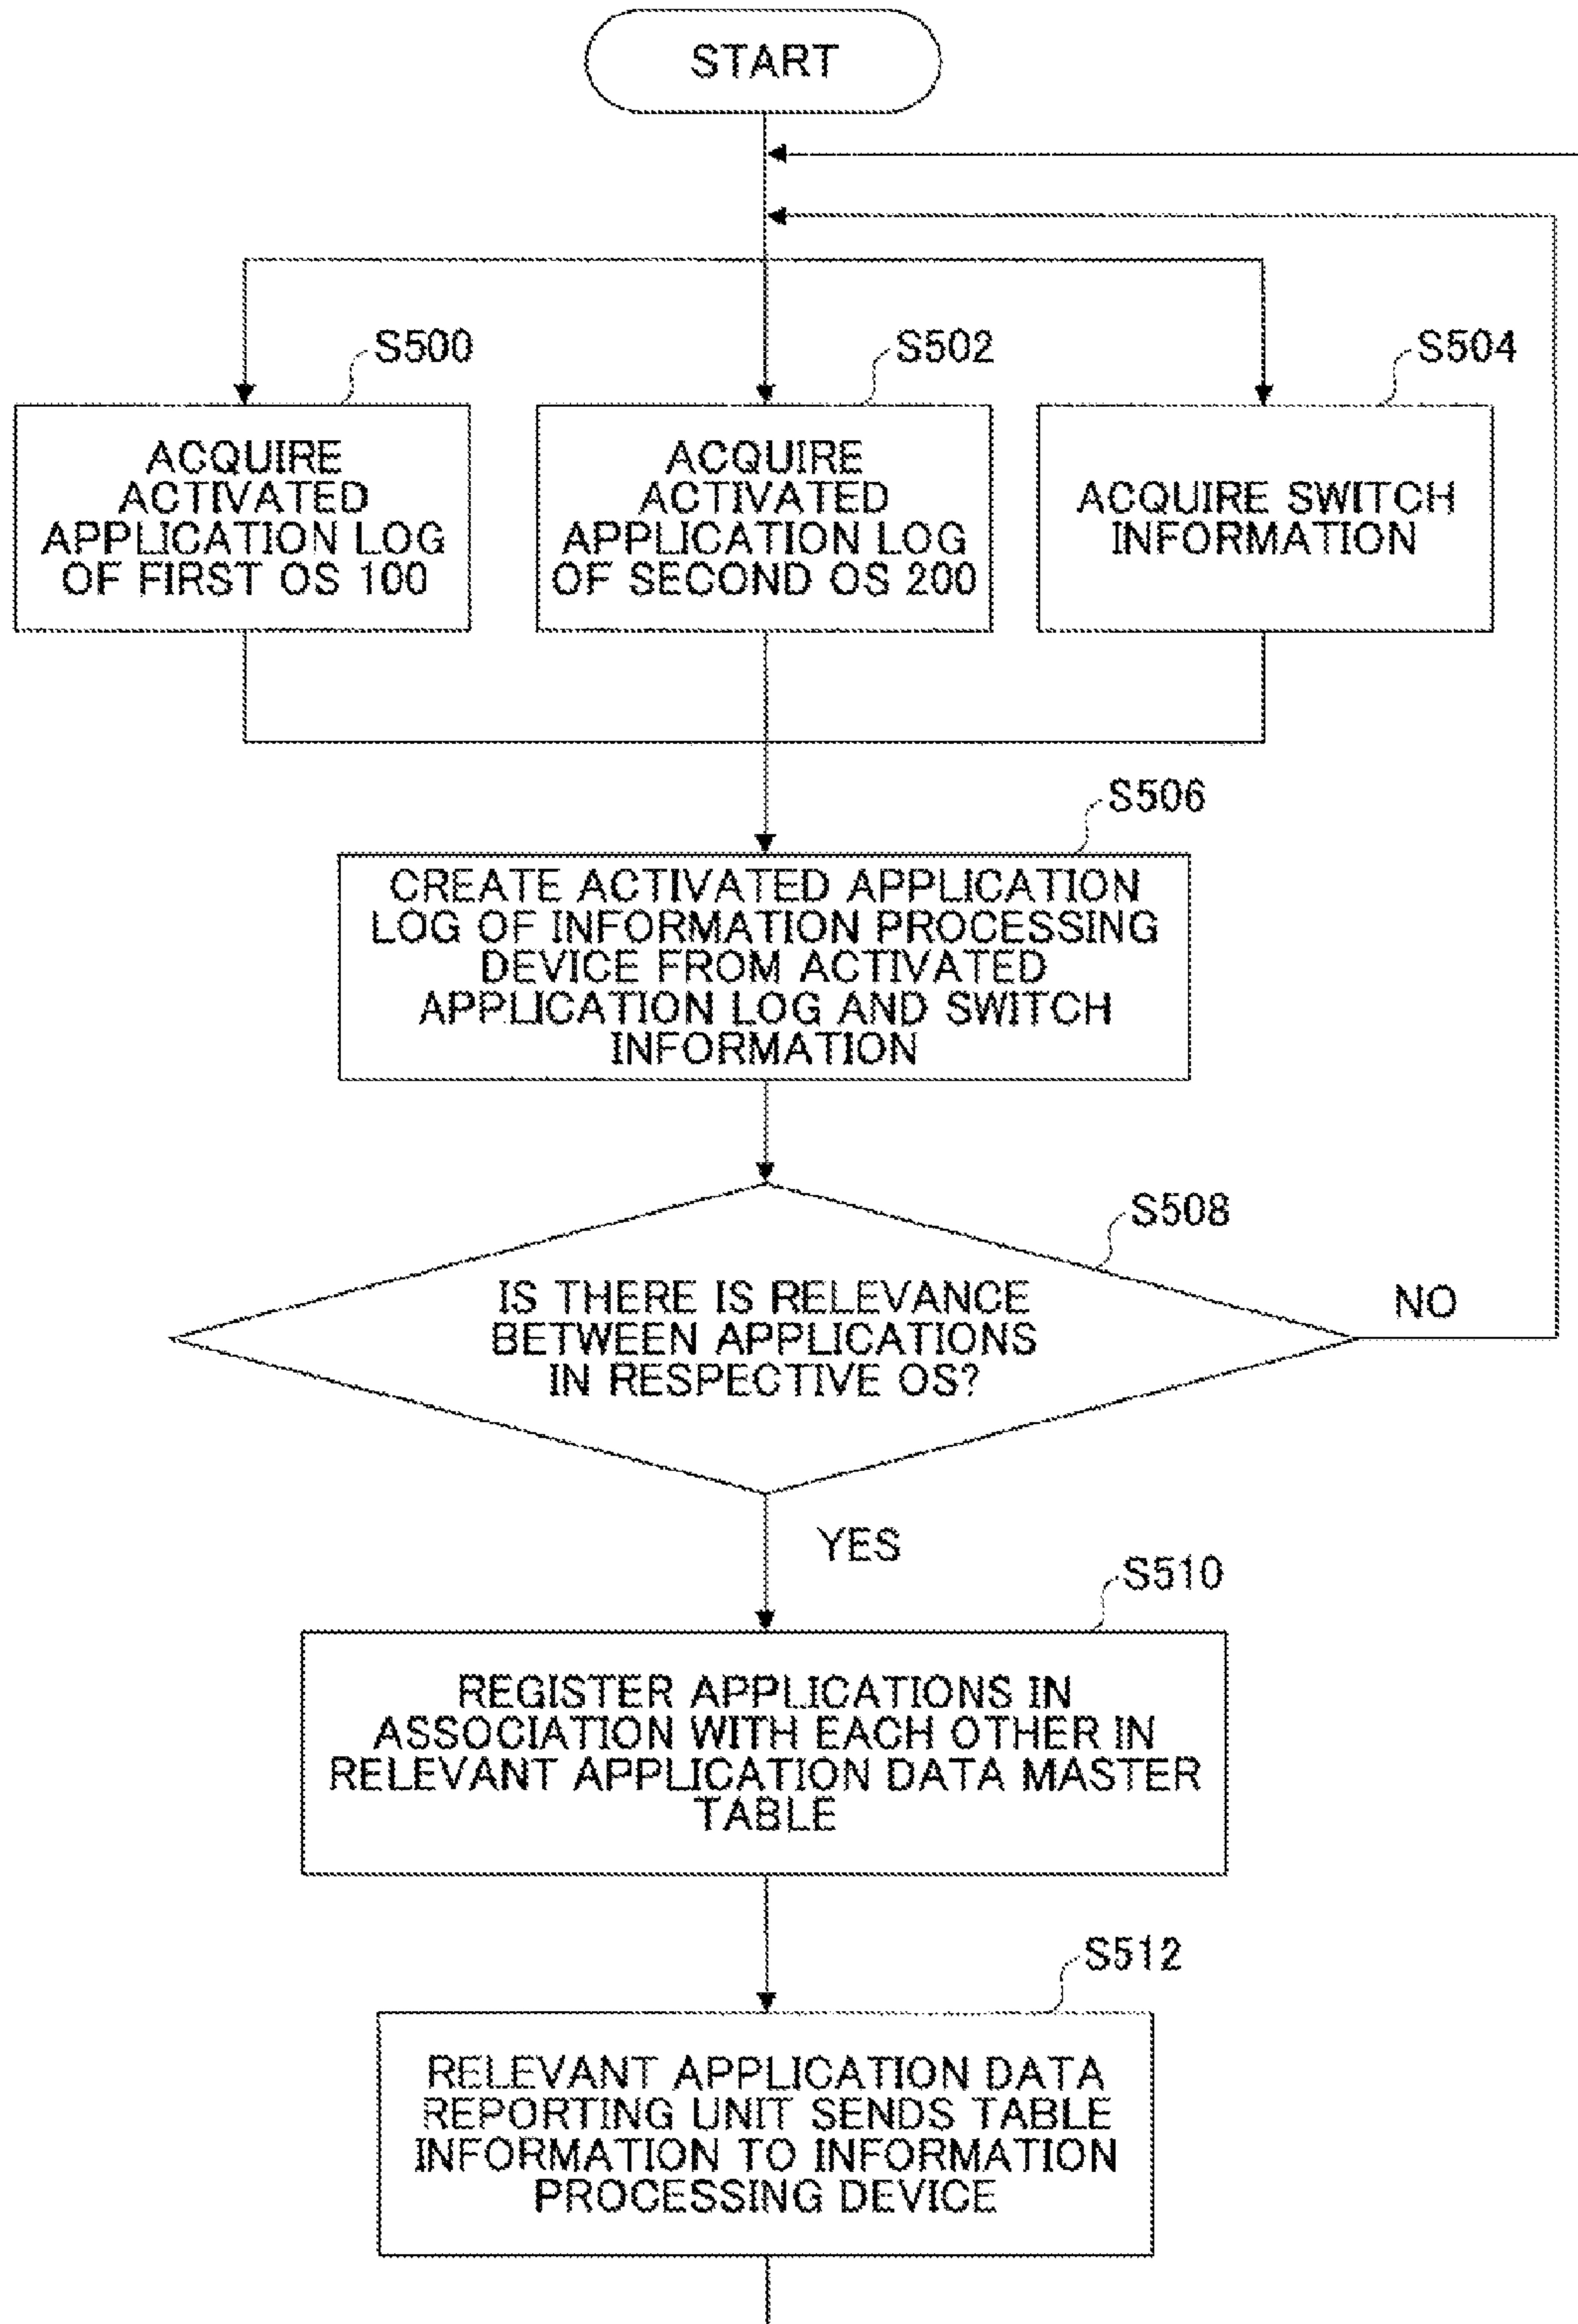 START
S500
S502
S504
ACQUIRE
ACTIVATED
APPLICATION LOG
OF FIRST OS 100
ACQUIRE
ACTIVATED
APPLICATION LOG
OF SECOND OS 200
ACQUIRE SWITCH
INFORMATION
S506
CREATE ACTIVATED APPLICATION
LOG OF INFORMATION PROCESSING
DEVICE FROM ACTIVATED
APPLICATION LOG AND SWITCH
INFORMATION
S508
IS THERE IS RELEVANCE
BETWEEN APPLICATIONS
IN RESPECTIVE OS?
NO
YES
S510
REGISTER APPLICATIONS IN
ASSOCIATION WITH EACH OTHER IN
RELEVANT APPLICATION DATA MASTER
TABLE
S512
RELEVANT APPLICATION DATA
REPORTING UNIT SENDS TABLE
INFORMATION TO INFORMATION
PROCESSING DEVICE